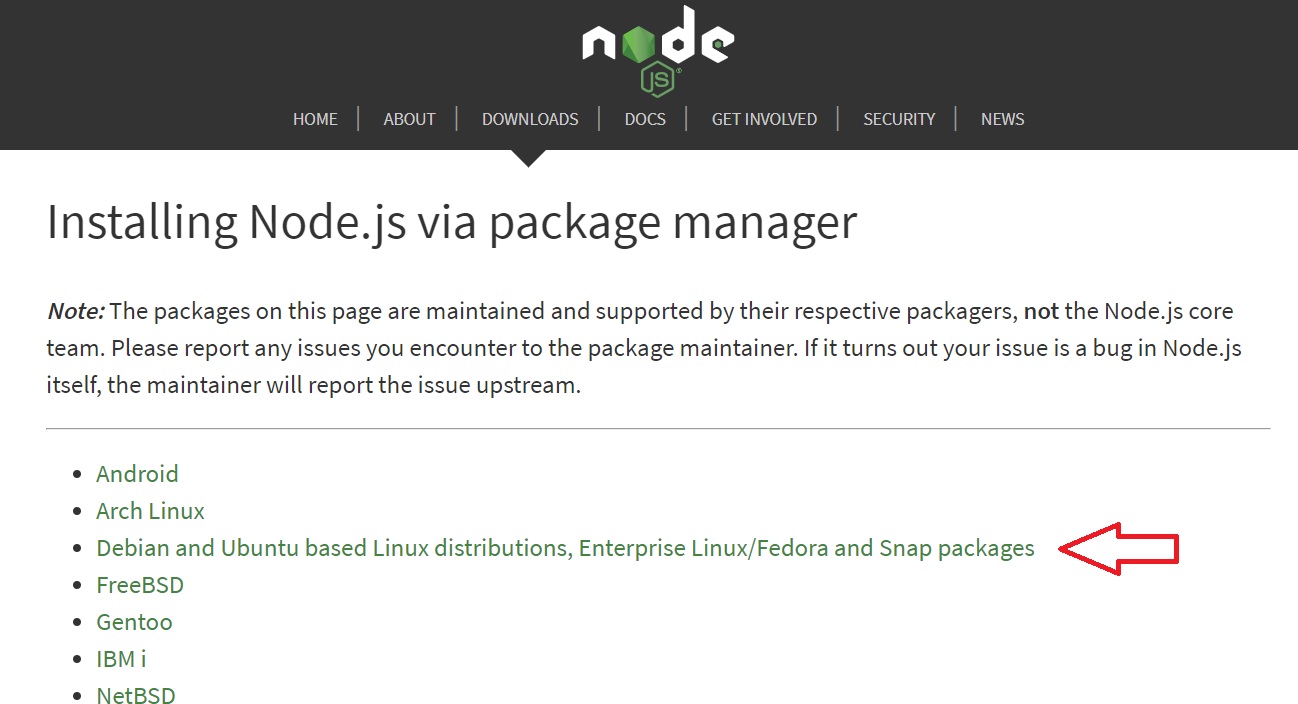 node
JS®
HOME | ABOUT | DOWNLOADS | DOCS | GET INVOLVED | SECURITY | NEWS
Installing Node.js via package manager
Note: The packages on this page are maintained and supported by their respective packagers, not the Node.js core
team. Please report any issues you encounter to the package maintainer. If it turns out your issue is a bug in Node.js
itself, the maintainer will report the issue upstream.
• Android
• Arch Linux
• Debian and Ubuntu based Linux distributions, Enterprise Linux/Fedora and Snap packages
• FreeBSD
• Gentoo
• IBM i
• NetBSD